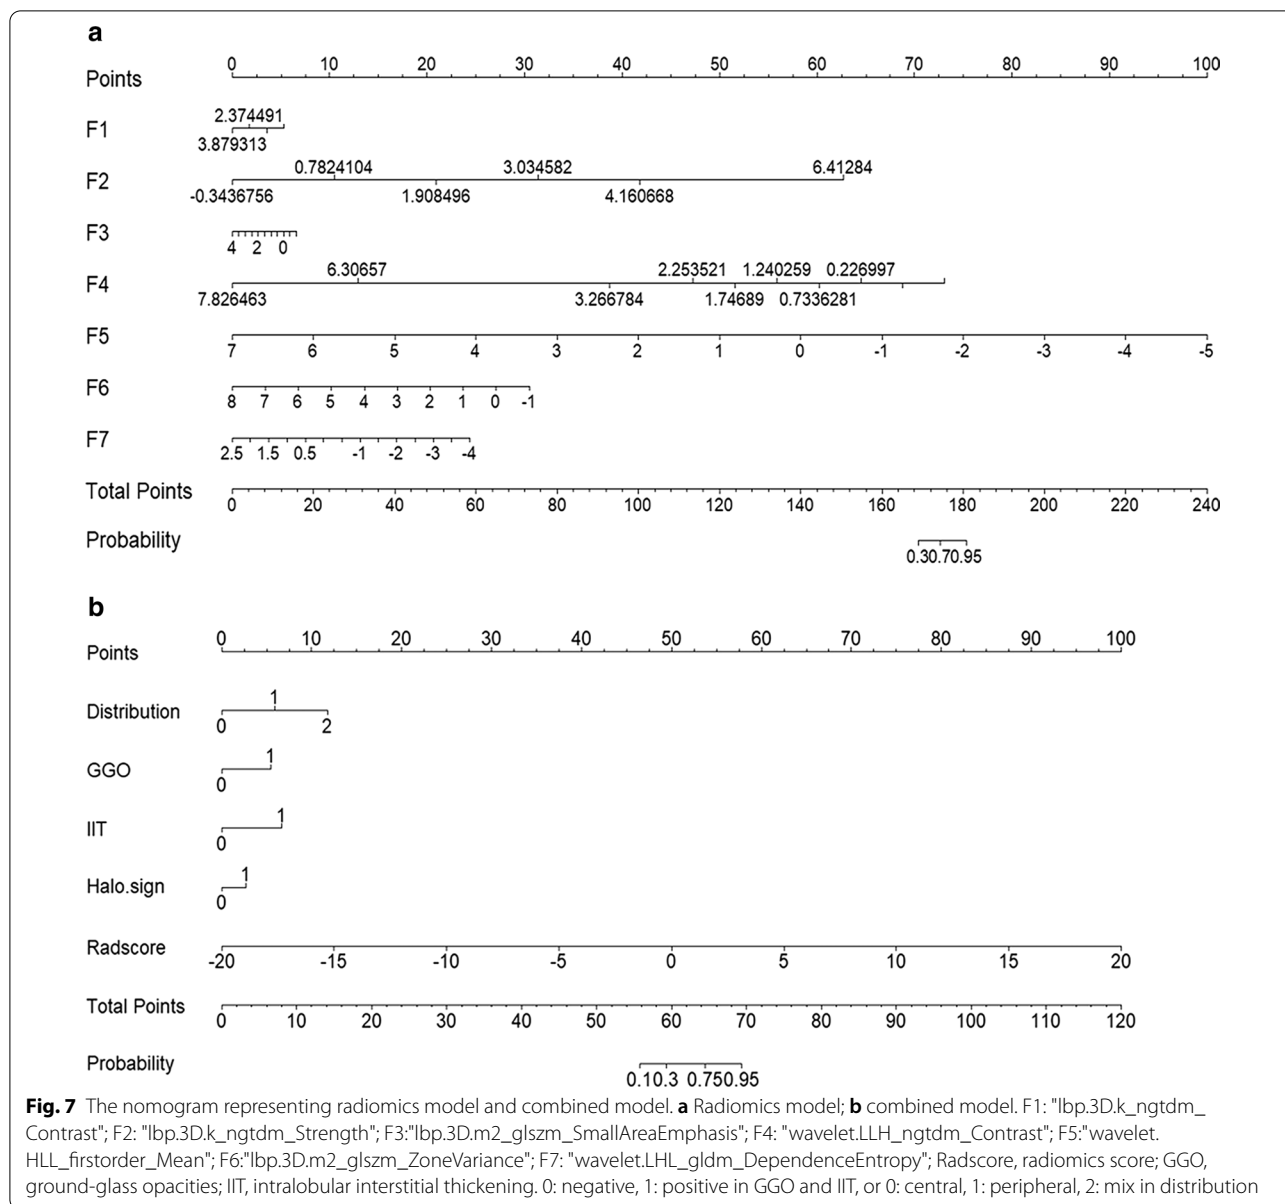 a
Points 0 10 20 30 40 50 60 70 80 90 100
2.374491
F1
3.879313
0.7824104 3.034582 6.41284
F2
-0.3436756 1.908496 4.160668
F3
4 2 0
6.30657 2.253521 1.240259 0.226997
F4
7.826463 3.266784 1.74689 0.7336281
F5
7 6 5 4 3 2 1 0 -1 -2 -3 -4 -5
F6
8 7 6 5 4 3 2 1 0 -1
F7
2.5 1.5 0.5 -1 -2 -3 -4
Total Points
0 20 40 60 80 100 120 140 160 180 200 220 240
Probability
0.30.70.95
b
0 10 20 30 40 50 60 70 80 90 100
Points
1
Distribution
0 2
1
GGO
0
1
IIT
0
1
Halo.sign
0
Radscore
-20 -15 -10 -5 0 5 10 15 20
Total Points
0 10 20 30 40 50 60 70 80 90 100 110 120
Probability
0.10.3 0.750.95
Fig. 7 The nomogram representing radiomics model and combined model. a Radiomics model; b combined model. F1: "lbp.3D.k_ngtdm_
Contrast"; F2: "lbp.3D.k_ngtdm_Strength"; F3:"lbp.3D.m2_glszm_SmallAreaEmphasis"; F4: "wavelet.LLH_ngtdm_Contrast"; F5:"wavelet.
HLL_firstorder_Mean"; F6:"lbp.3D.m2_glszm_ZoneVariance"; F7: "wavelet.LHL_gldm_DependenceEntropy"; Radscore, radiomics score; GGO,
ground-glass opacities; IIT, intralobular interstitial thickening. 0: negative, 1: positive in GGO and IIT, or 0: central, 1: peripheral, 2: mix in distribution